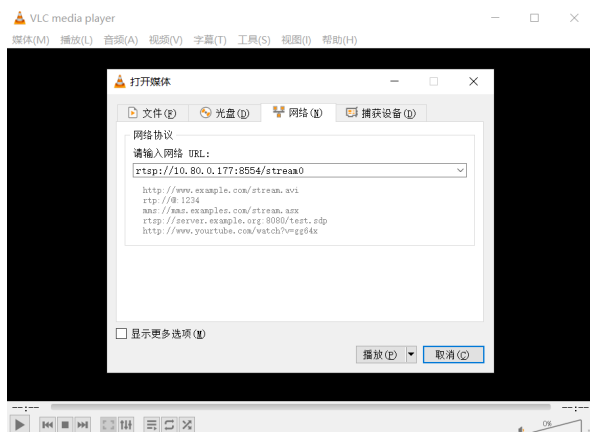 VLC media player
媒体(M) 播放(L) 音频(A) 视频(V) 字幕(T) 工具(S) 视图(I) 帮助(H)
打开媒体
文件(F) 光盘(D) 网络(N) 捕获设备(D)
网络协议
请输入网络 URL:
rtsp://10.80.0.177:8554/stream0
http://www.example.com/stream.avi
rtp://@:1234
mms://mms.examples.com/stream.asx
rtsp://server.example.org:8080/test.sdp
http://www.yourtube.com/watch?v=gg64x
显示更多选项(M)
播放(P) 取消(C)
--:-- --:--
0%